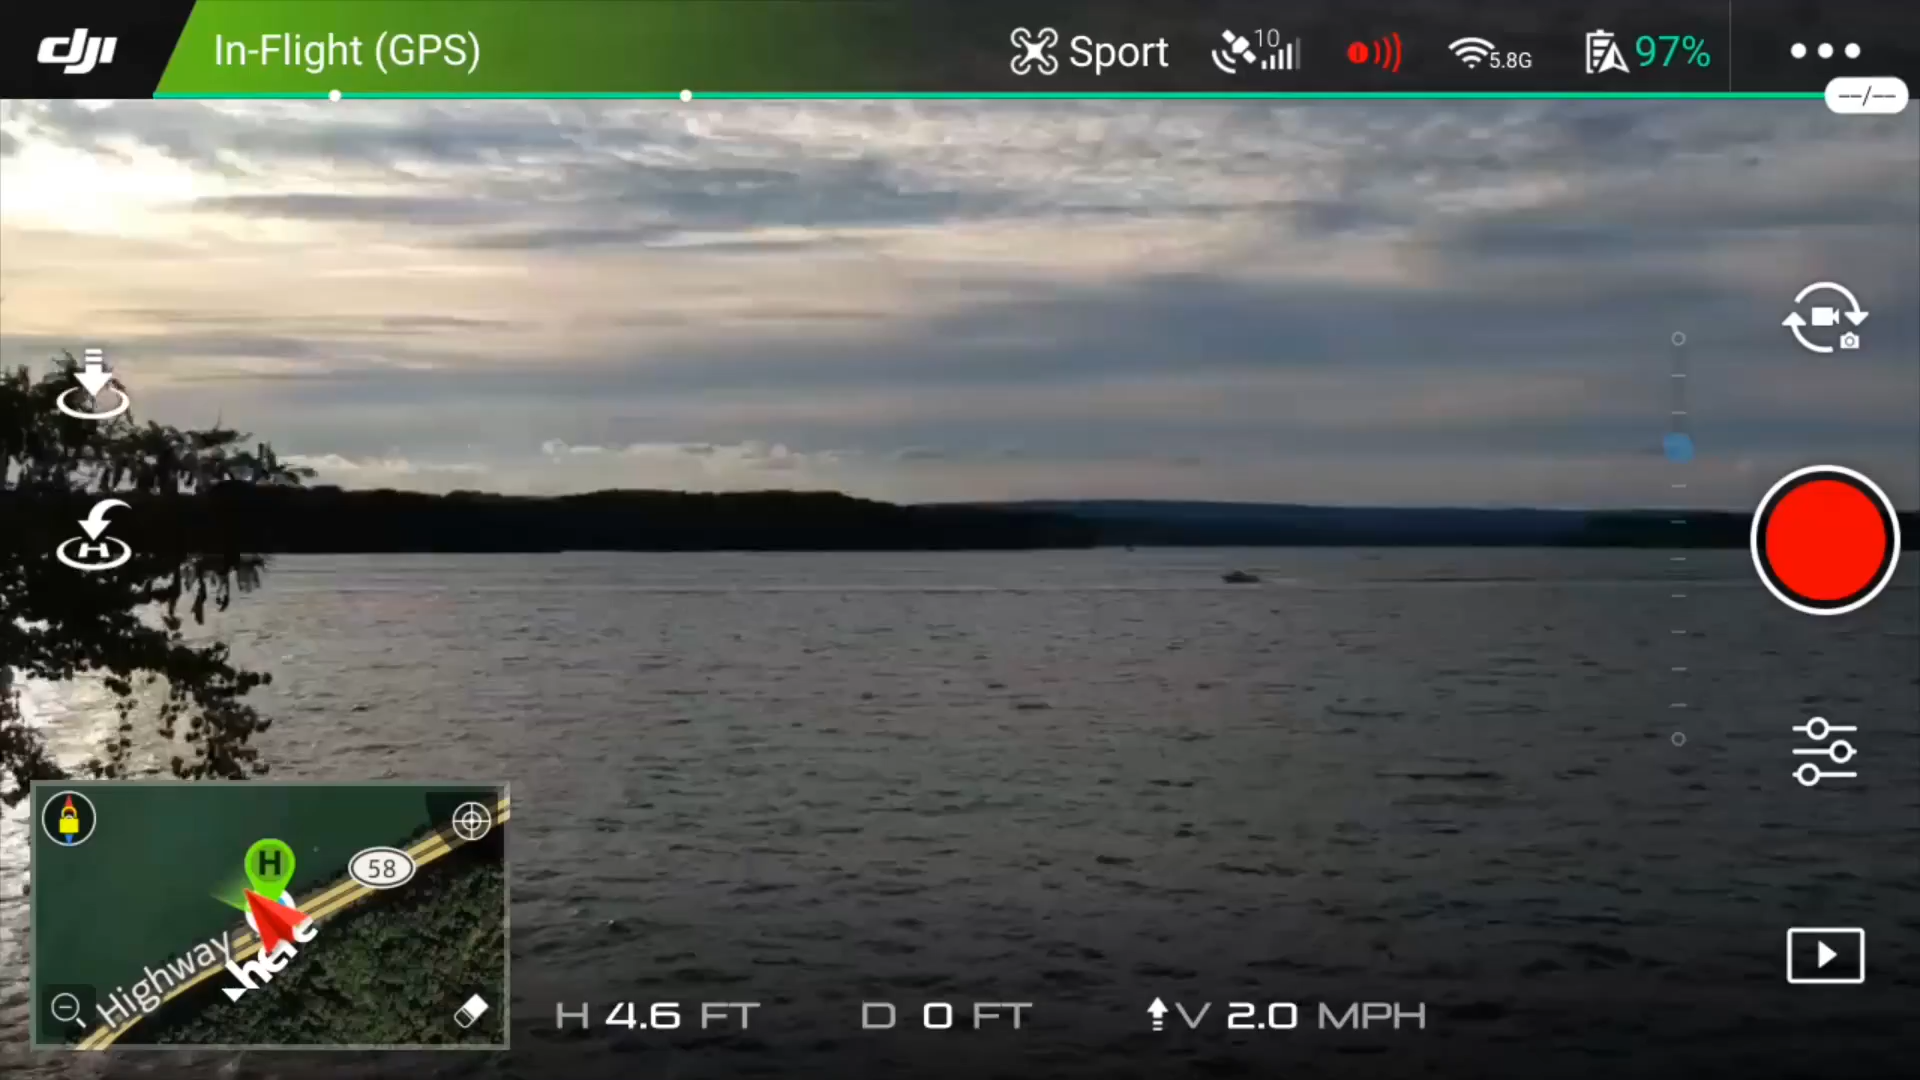 dji
In-Flight (GPS)
Sport
10
5.8G
97%
--/--
H
58
Highway
here
H 4.6 FT
D 0 FT
V 2.0 MPH